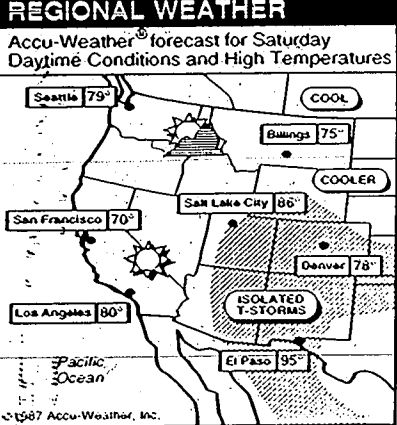 REGIONAL WEATHER
Accu-Weather® forecast for Saturday
Daytime Conditions and High Temperatures
COOL
Seattle 79°
Billings 75°
COOLER
Salt Lake City 86°
San Francisco 70°
Denver 78°
ISOLATED
T-STORMS
Los Angeles 80°
El Paso 95°
Pacific
Ocean
©1987 Accu-Weather, Inc.